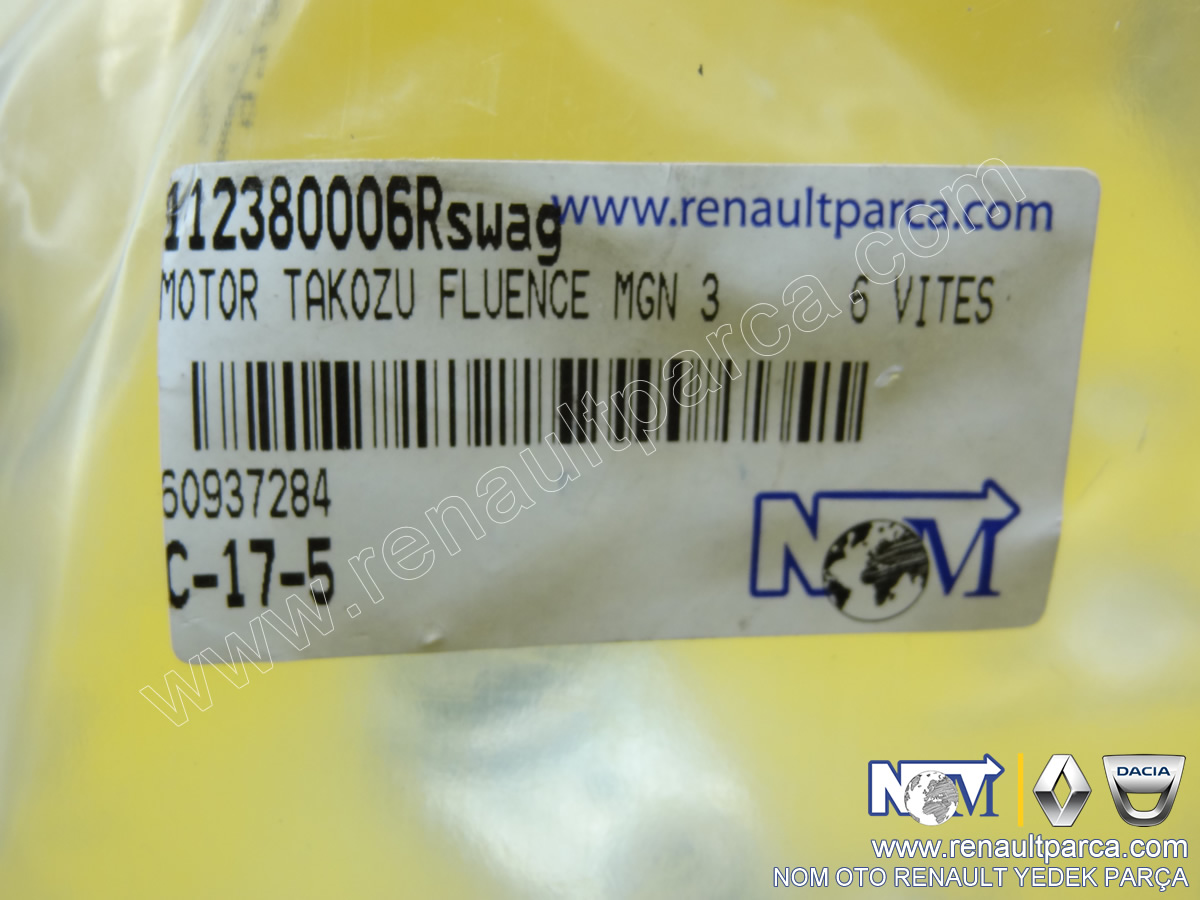 112380006Rswag
www.renaultparca.com
MOTOR TAKOZU FLUENCE MGN 3 6 VITES
60937284
C-17-5
NOM
www.renaultparca.com
NOM
DACIA
www.renaultparca.com
NOM OTO RENAULT YEDEK PARÇA